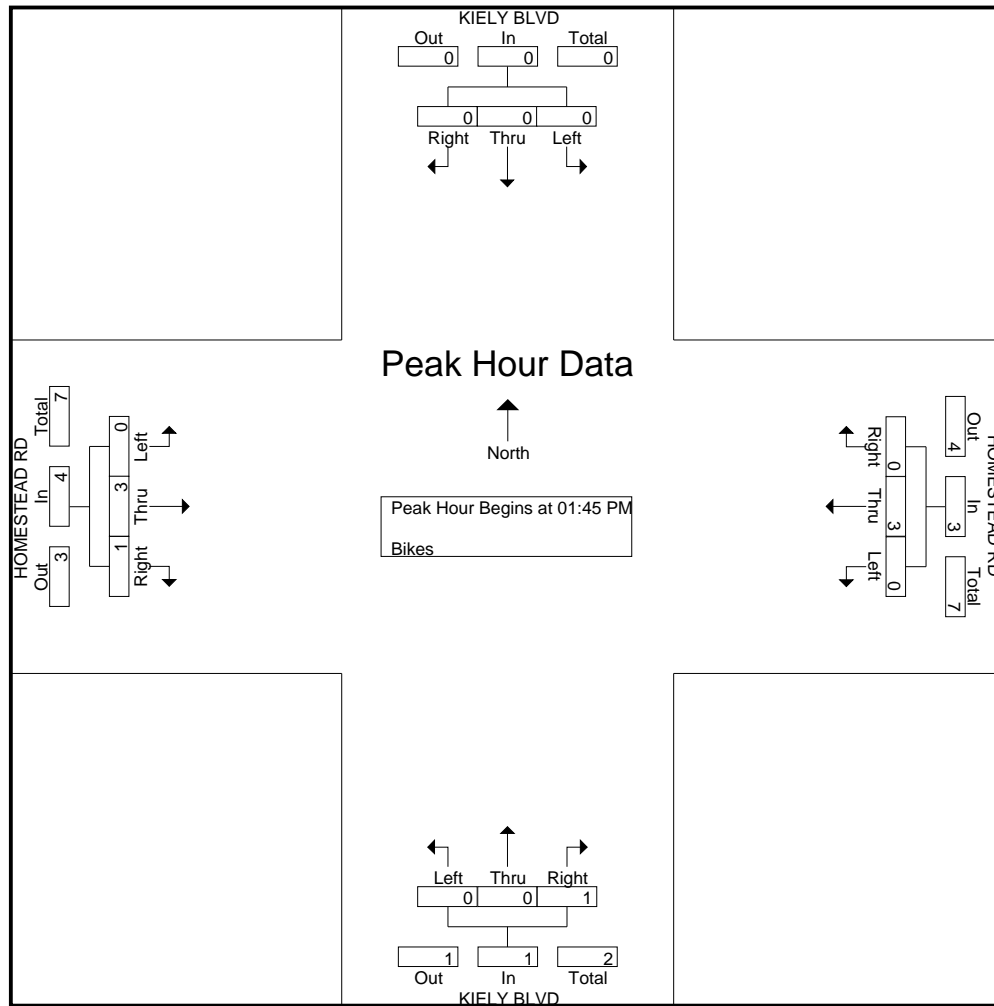 KIELY BLVD
Out In Total
0 0 0
0 0 0
Right Thru Left
Peak Hour Data
North
Peak Hour Begins at 01:45 PM
Bikes
HOMESTEAD RD
Out In Total
3 4 7
1 3 0
Right Thru Left
HOMESTEAD RD
Out In Total
4 3 7
0 3 0
Right Thru Left
Left Thru Right
0 0 1
1 1 2
Out In Total
KIELY BLVD